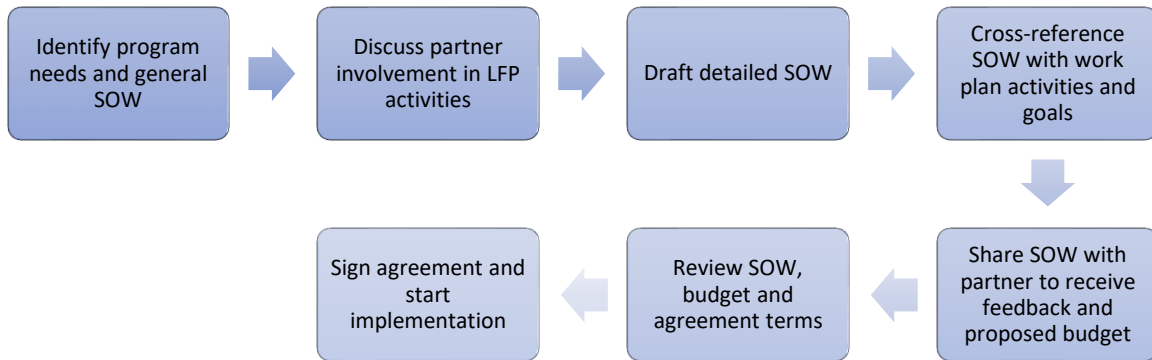 Identify program
needs and general
SOW
Discuss partner
involvement in LFP
activities
Draft detailed SOW
Cross-reference
SOW with work
plan activities and
goals
Share SOW with
partner to receive
feedback and
proposed budget
Review SOW,
budget and
agreement terms
Sign agreement and
start
implementation